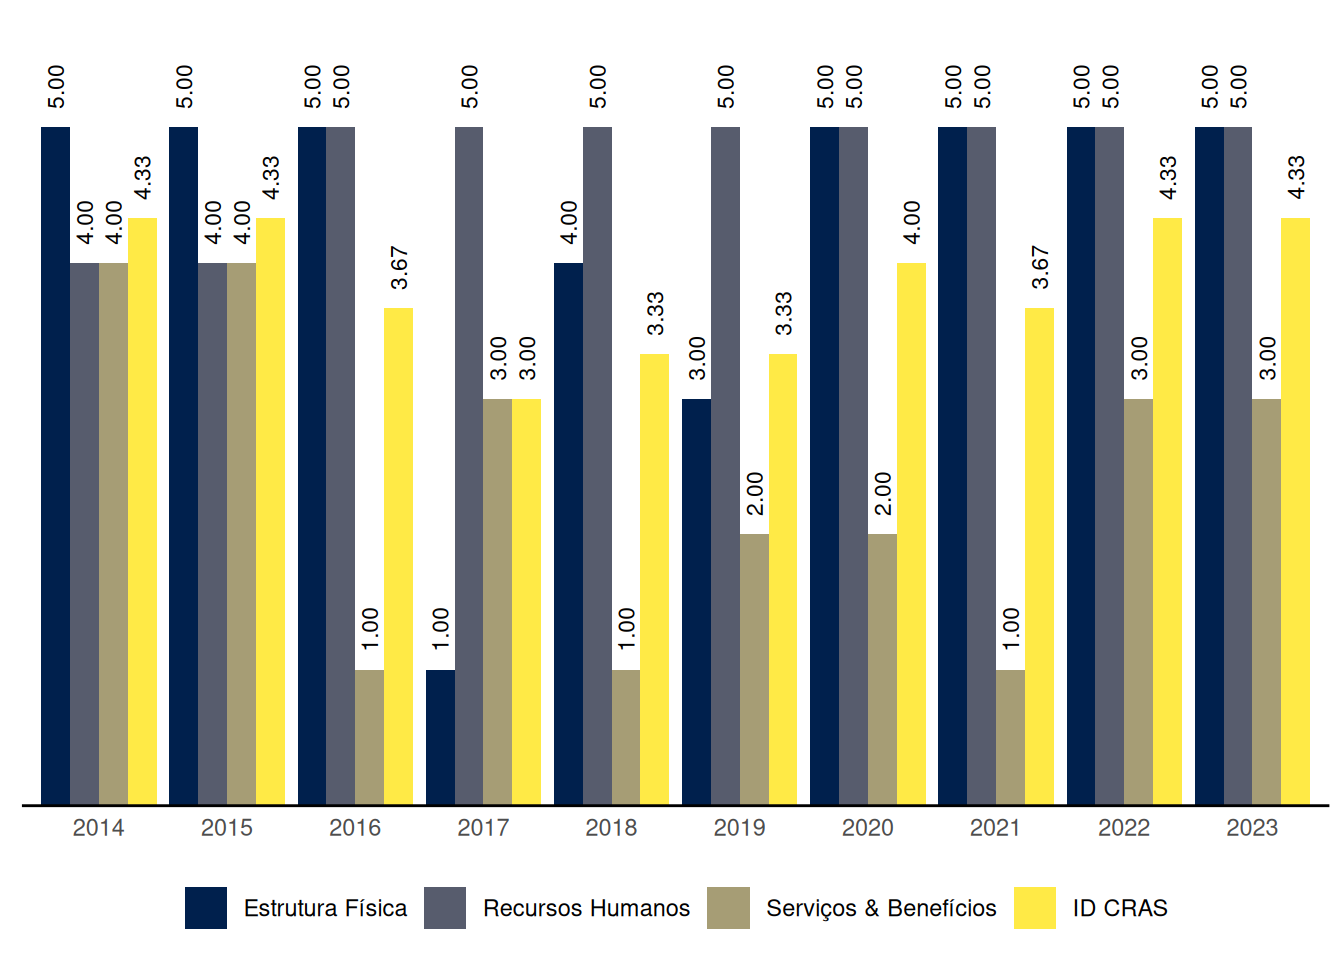 5.00 4.00 4.00 4.33 5.00 4.00 4.00 4.33 5.00 5.00 1.00 3.67 1.00 5.00 3.00 3.00 4.00 5.00 1.00 3.33 3.00 5.00 2.00 3.33 5.00 5.00 2.00 4.00 5.00 5.00 1.00 3.67 5.00 5.00 3.00 4.33 5.00 5.00 3.00 4.33
2014 2015 2016 2017 2018 2019 2020 2021 2022 2023
Estrutura Física Recursos Humanos Serviços & Benefícios ID CRAS